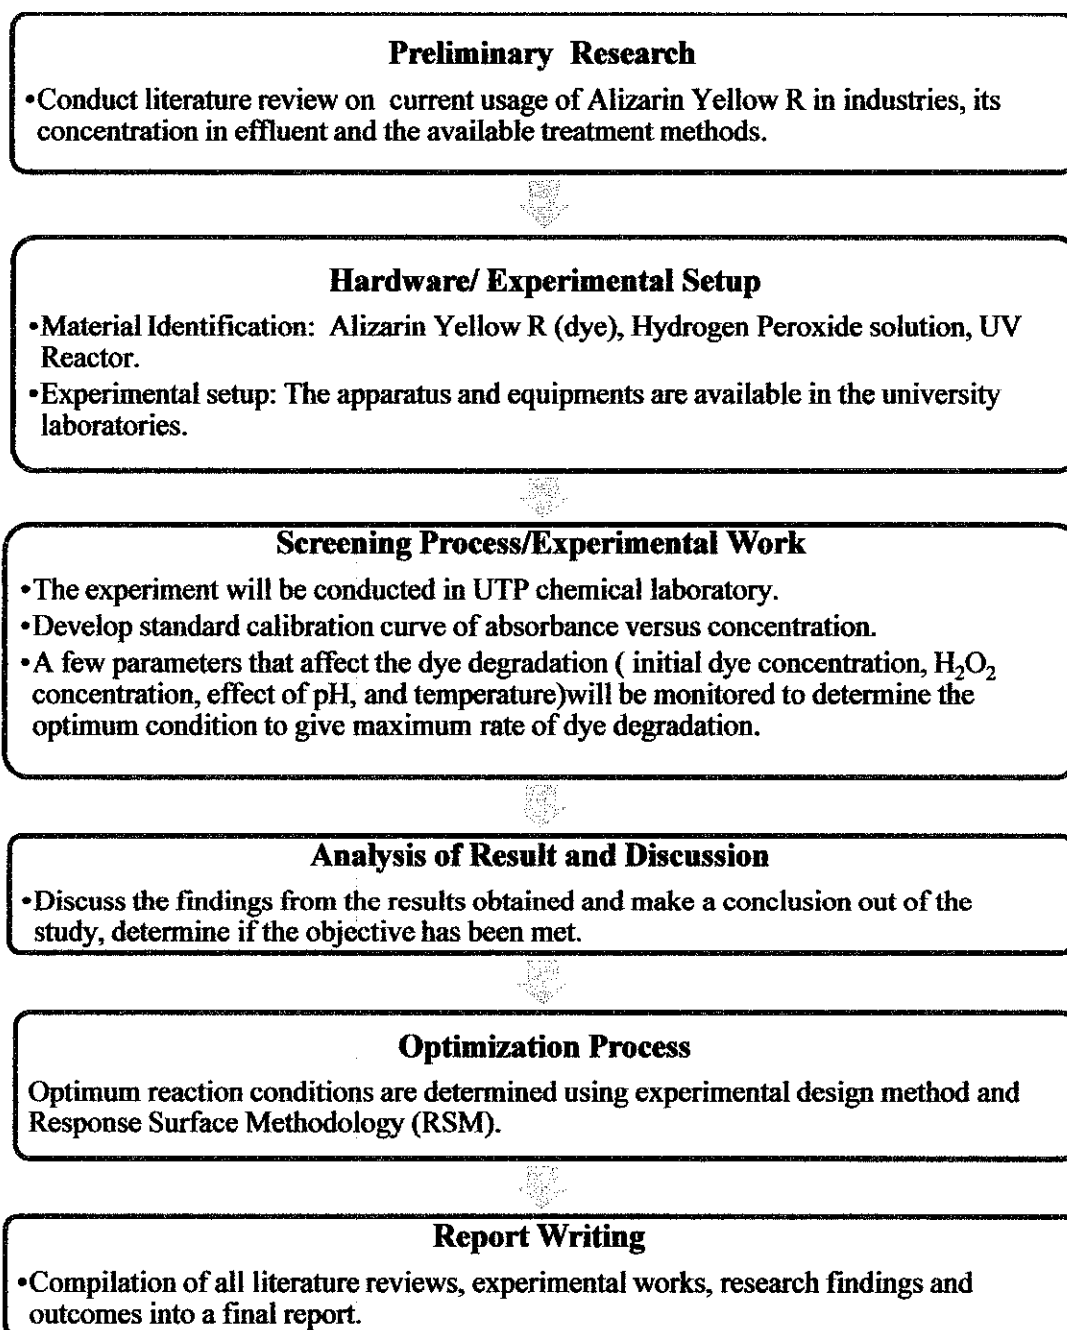 Preliminary Research
•Conduct literature review on current usage of Alizarin Yellow R in industries, its
concentration in effluent and the available treatment methods.
Hardware/ Experimental Setup
•Material Identification: Alizarin Yellow R (dye), Hydrogen Peroxide solution, UV
Reactor.
•Experimental setup: The apparatus and equipments are available in the university
laboratories.
Screening Process/Experimental Work
•The experiment will be conducted in UTP chemical laboratory.
•Develop standard calibration curve of absorbance versus concentration.
•A few parameters that affect the dye degradation ( initial dye concentration, H₂O₂
concentration, effect of pH, and temperature)will be monitored to determine the
optimum condition to give maximum rate of dye degradation.
Analysis of Result and Discussion
•Discuss the findings from the results obtained and make a conclusion out of the
study, determine if the objective has been met.
Optimization Process
Optimum reaction conditions are determined using experimental design method and
Response Surface Methodology (RSM).
Report Writing
•Compilation of all literature reviews, experimental works, research findings and
outcomes into a final report.